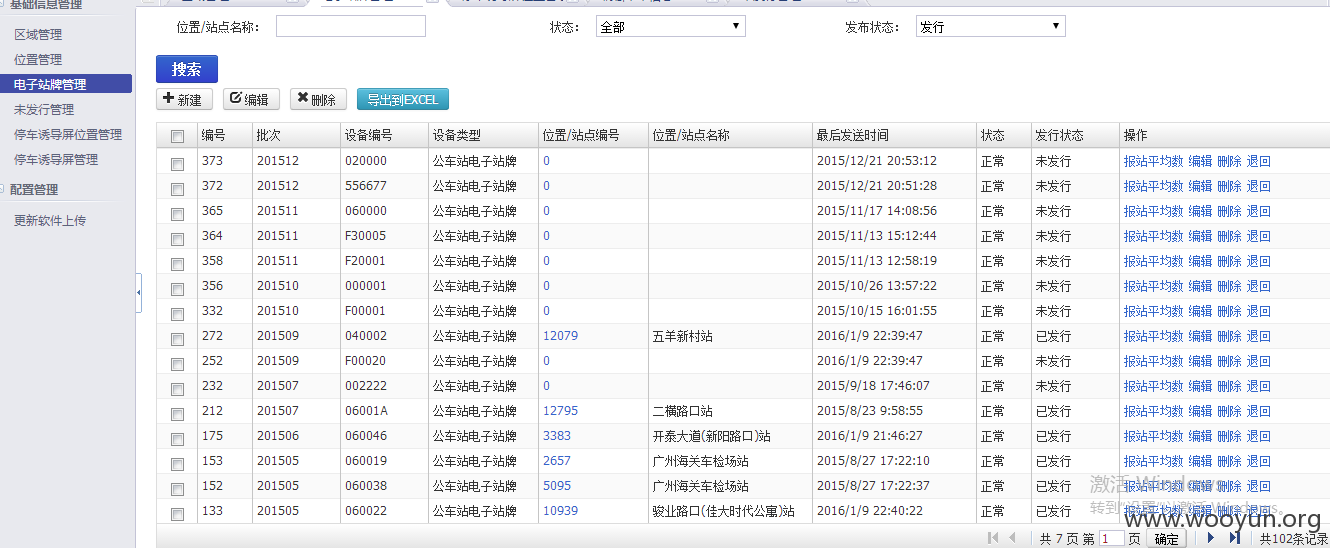 基础信息管理
区域管理
位置管理
电子站牌管理
未发行管理
停车诱导屏位置管理
停车诱导屏管理
配置管理
更新软件上传
位置/站点名称： 状态： 全部 发布状态： 发行
搜索
新建 编辑 删除 导出到EXCEL
编号 批次 设备编号 设备类型 位置/站点编号 位置/站点名称 最后发送时间 状态 发行状态 操作
373 201512 020000 公车站电子站牌 0 2015/12/21 20:53:12 正常 未发行 报站平均数 编辑 删除 退回
372 201512 556677 公车站电子站牌 0 2015/12/21 20:51:28 正常 未发行 报站平均数 编辑 删除 退回
365 201511 060000 公车站电子站牌 0 2015/11/17 14:08:56 正常 未发行 报站平均数 编辑 删除 退回
364 201511 F30005 公车站电子站牌 0 2015/11/13 15:12:44 正常 未发行 报站平均数 编辑 删除 退回
358 201511 F20001 公车站电子站牌 0 2015/11/13 12:58:19 正常 未发行 报站平均数 编辑 删除 退回
356 201510 000001 公车站电子站牌 0 2015/10/26 13:57:22 正常 未发行 报站平均数 编辑 删除 退回
332 201510 F00001 公车站电子站牌 0 2015/10/15 16:01:55 正常 未发行 报站平均数 编辑 删除 退回
272 201509 040002 公车站电子站牌 12079 五羊新村站 2016/1/9 22:39:47 正常 已发行 报站平均数 编辑 删除 退回
252 201509 F00020 公车站电子站牌 0 2016/1/9 22:39:47 正常 未发行 报站平均数 编辑 删除 退回
232 201507 002222 公车站电子站牌 0 2015/9/18 17:46:07 正常 未发行 报站平均数 编辑 删除 退回
212 201507 06001A 公车站电子站牌 12795 二横路口站 2015/8/23 9:58:55 正常 已发行 报站平均数 编辑 删除 退回
175 201506 060046 公车站电子站牌 3383 开泰大道(新阳路口)站 2016/1/9 21:46:27 正常 已发行 报站平均数 编辑 删除 退回
153 201505 060019 公车站电子站牌 2657 广州海关车检场站 2015/8/27 17:22:10 正常 已发行 报站平均数 编辑 删除 退回
152 201505 060038 公车站电子站牌 5095 广州海关车检场站 2015/8/27 17:22:37 正常 已发行 报站平均数 编辑 删除 退回
133 201505 060022 公车站电子站牌 10939 骏业路口(佳大时代公寓)站 2016/1/9 22:40:22 正常 已发行 报站平均数 编辑 删除 退回
激活 Windows
转到"设置"以激活 Windows。
www.wooyun.org
共 7 页 第 1 页 确定 共102条记录